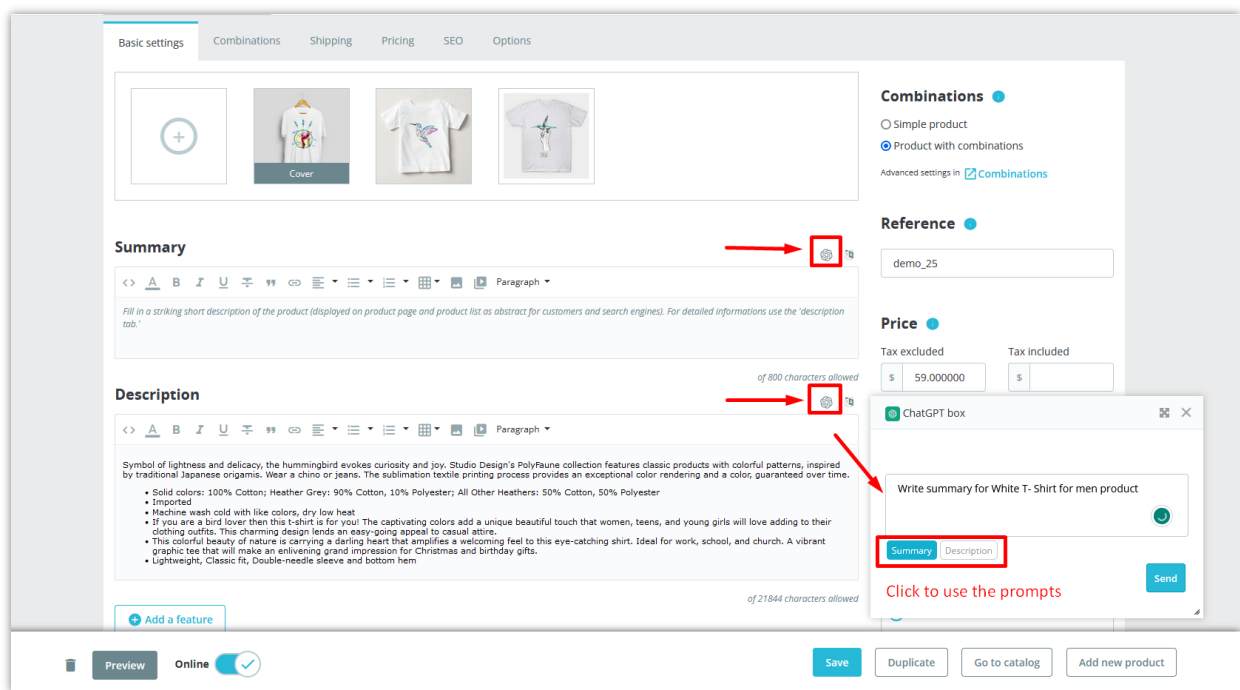 Basic settings
Combinations
Shipping
Pricing
SEO
Options
Cover
Combinations
Simple product
Product with combinations
Advanced settings in Combinations
Reference
demo_25
Summary
Paragraph
Fill in a striking short description of the product (displayed on product page and product list as abstract for customers and search engines). For detailed informations use the 'description
tab.'
of 800 characters allowed
Price
Tax excluded
Tax included
$ 59.000000
$
Description
Paragraph
Symbol of lightness and delicacy, the hummingbird evokes curiosity and joy. Studio Design's PolyFaune collection features classic products with colorful patterns, inspired
by traditional Japanese origamis. Wear a chino or jeans. The sublimation textile printing process provides an exceptional color rendering and a color, guaranteed over time.
• Solid colors: 100% Cotton; Heather Grey: 90% Cotton, 10% Polyester; All Other Heathers: 50% Cotton, 50% Polyester
• Imported
• Machine wash cold with like colors, dry low heat
• If you are a bird lover then this t-shirt is for you! The captivating colors add a unique beautiful touch that women, teens, and young girls will love adding to their
clothing outfits. This charming design lends an easy-going appeal to casual attire.
• This colorful beauty of nature is carrying a darling heart that amplifies a welcoming feel to this eye-catching shirt. Ideal for work, school, and church. A vibrant
graphic tee that will make an enlivening grand impression for Christmas and birthday gifts.
• Lightweight, Classic fit, Double-needle sleeve and bottom hem
of 21844 characters allowed
Add a feature
ChatGPT box
Write summary for White T- Shirt for men product
Summary
Description
Send
Click to use the prompts
Preview
Online
Save
Duplicate
Go to catalog
Add new product